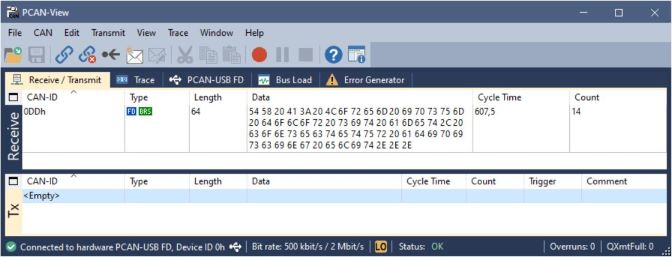 PCAN-View
File CAN Edit Transmit View Trace Window Help
Receive / Transmit Trace PCAN-USB FD Bus Load Error Generator
CAN-ID Type Length Data Cycle Time Count
0DDh FD BRS 64 54 58 20 41 3A 20 4C 6F 72 65 6D 20 69 70 73 75 6D 607,5 14
20 64 6F 6C 6F 72 20 73 69 74 20 61 6D 65 74 2C 20
63 6F 6E 73 65 63 74 65 74 75 72 20 61 64 69 70 69
73 63 69 6E 67 20 65 6C 69 74 2E 2E 2E
Receive
CAN-ID Type Length Data Cycle Time Count Trigger Comment
<Empty>
Tx
Connected to hardware PCAN-USB FD, Device ID 0h Bit rate: 500 kbit/s / 2 Mbit/s LO Status: OK Overruns: 0 QXmtFull: 0